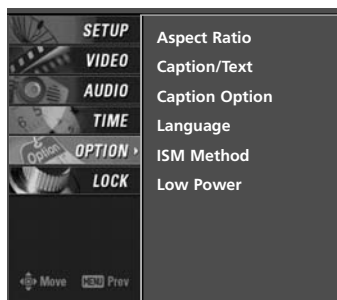 SETUP
VIDEO
AUDIO
TIME
OPTION
LOCK
Move MENU Prev
Aspect Ratio
Caption/Text
Caption Option
Language
ISM Method
Low Power